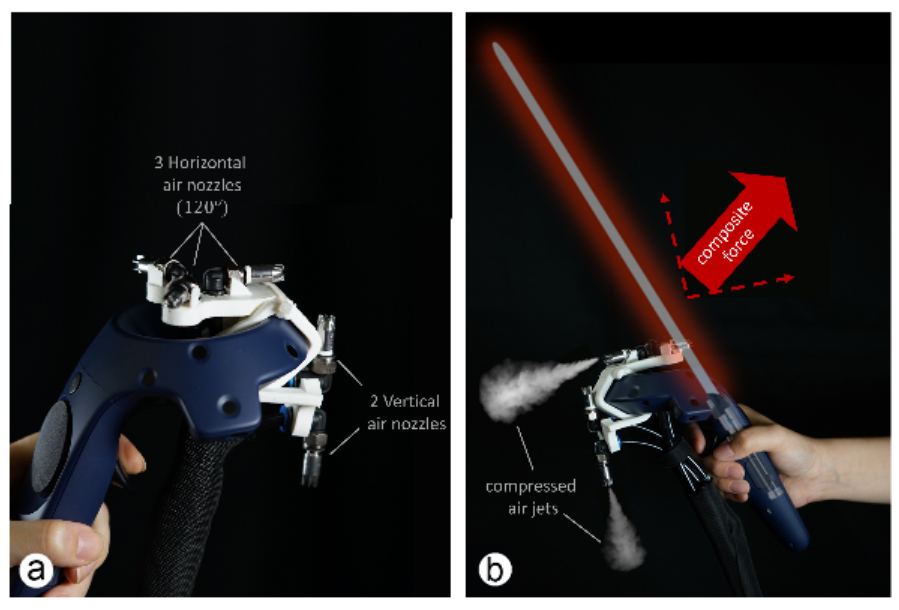 3 Horizontal
air nozzles
(120°)
2 Vertical
air nozzles
a
composite
force
compressed
air jets
b